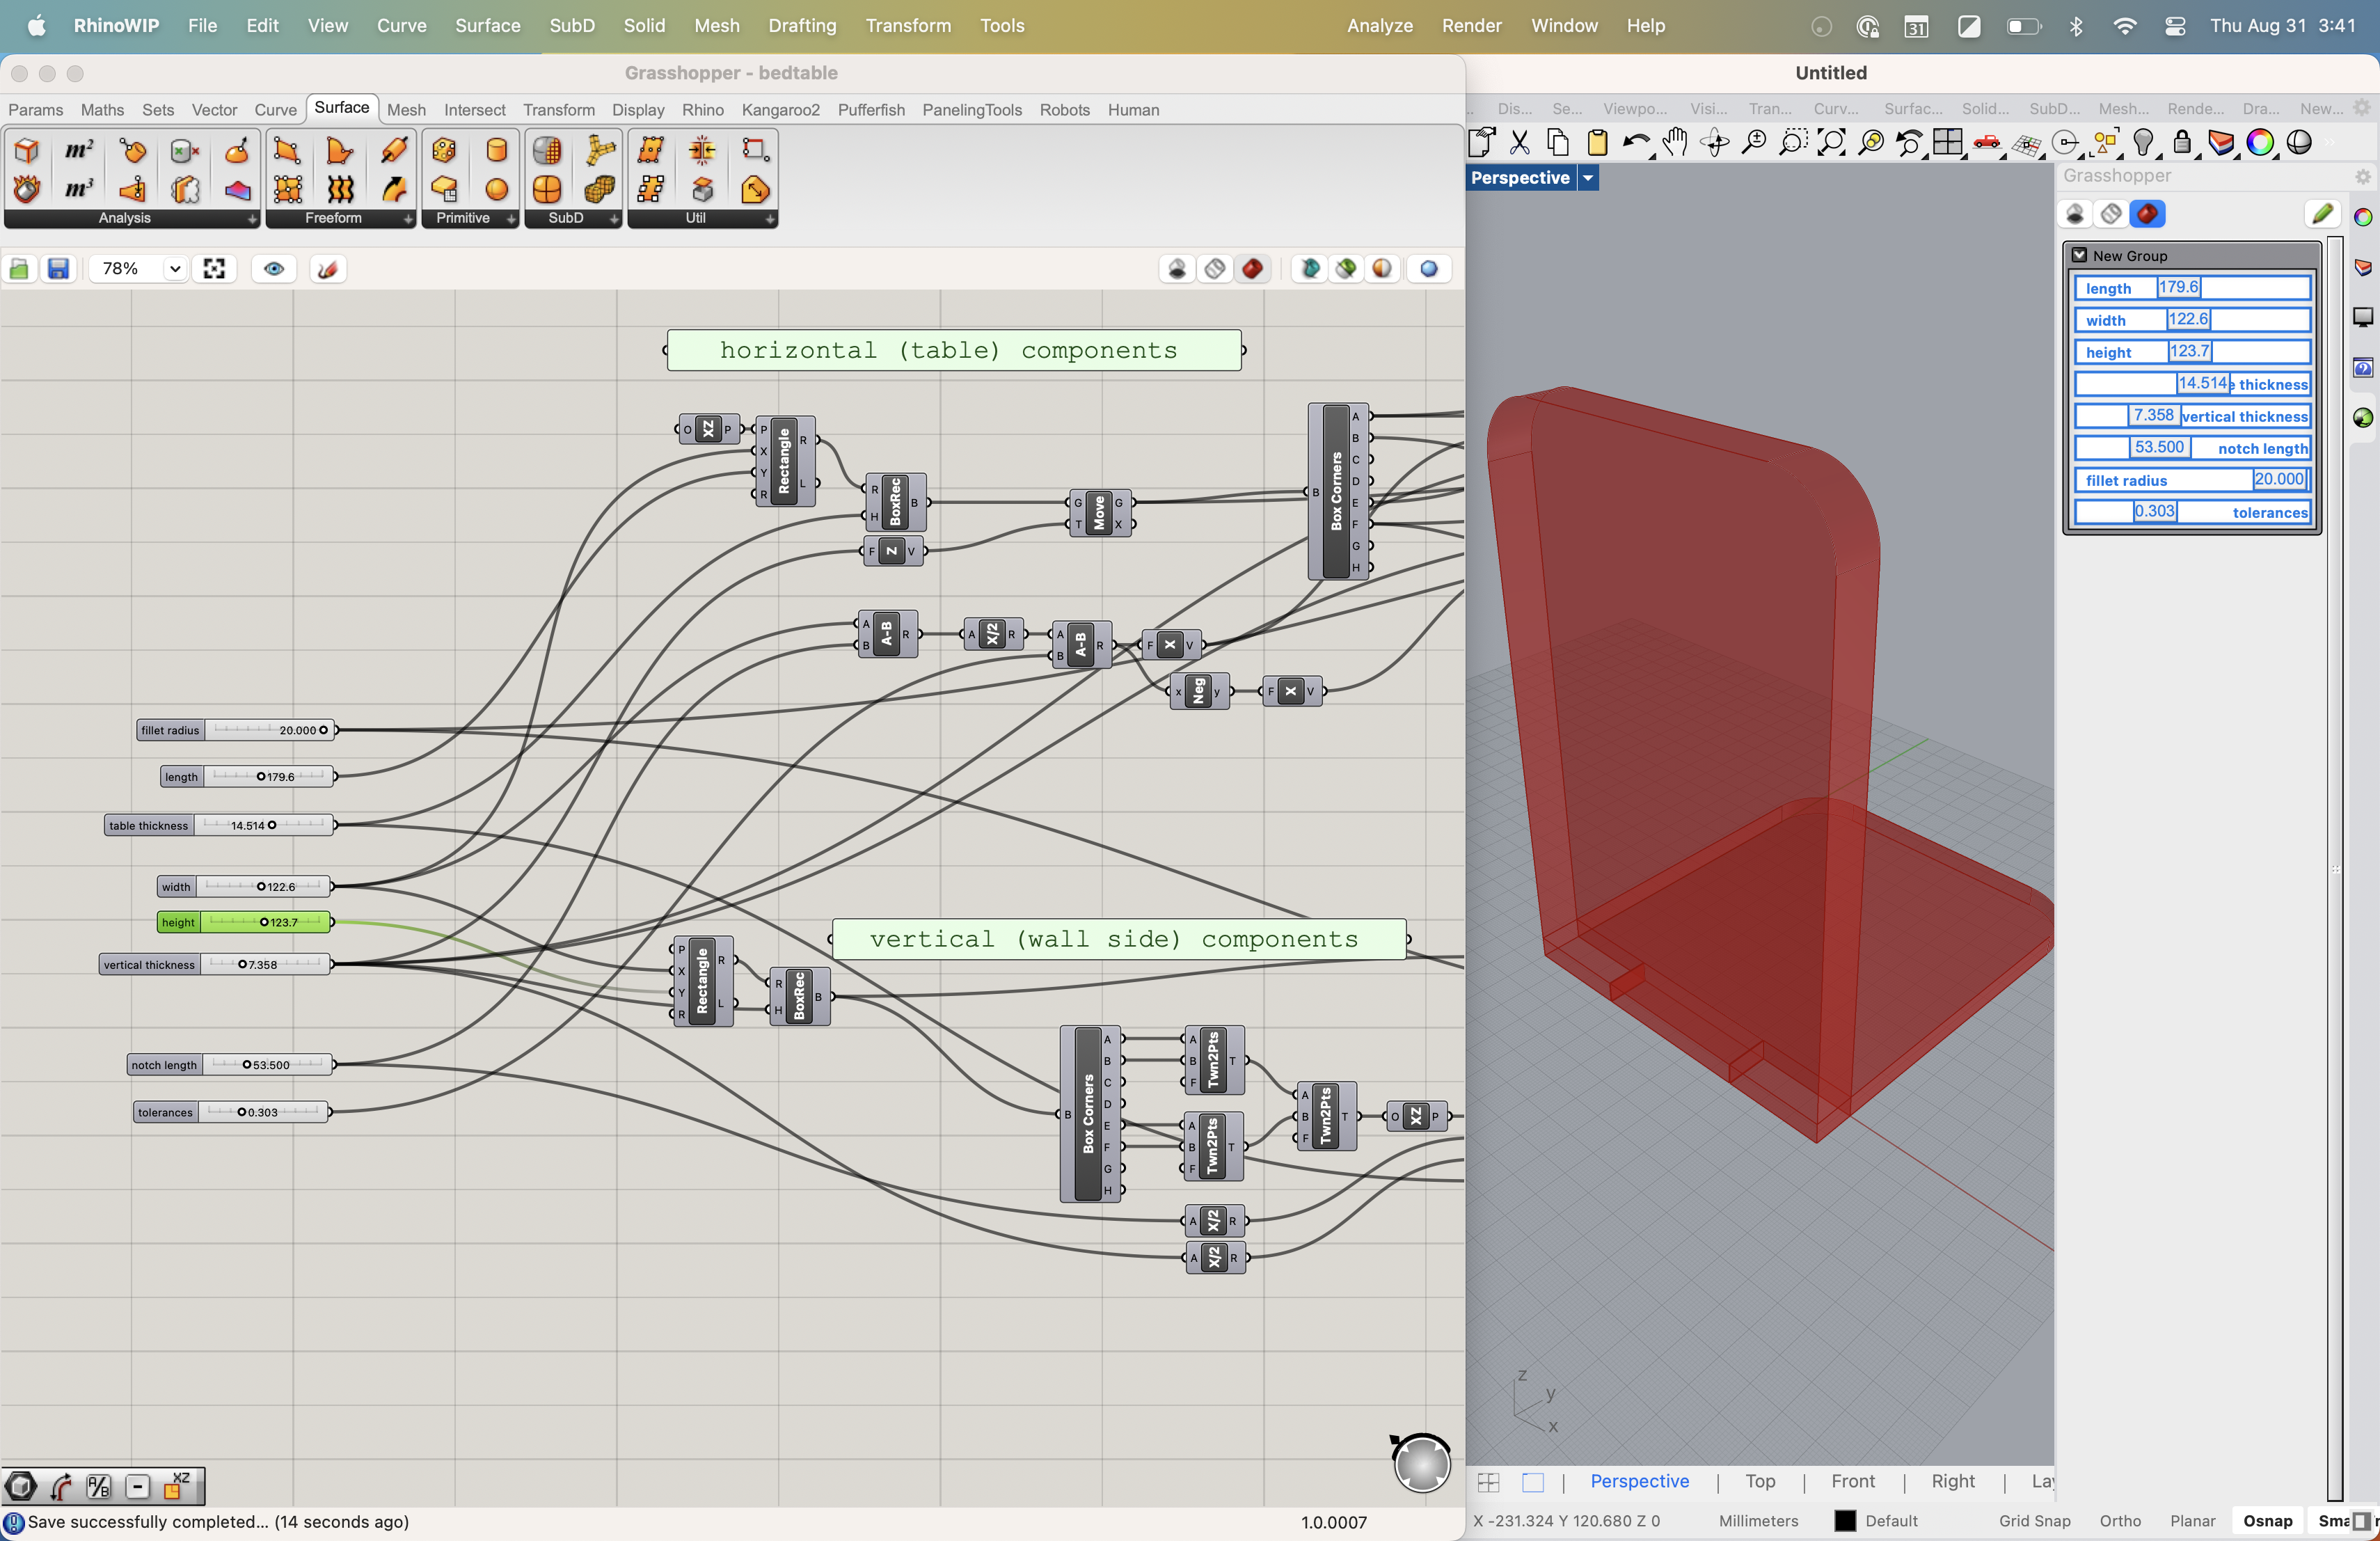 RhinoWIP File Edit View Curve Surface SubD Solid Mesh Drafting Transform Tools Analyze Render Window Help 31 Thu Aug 31 3:41
Grasshopper - bedtable
Untitled
Params Maths Sets Vector Curve Surface Mesh Intersect Transform Display Rhino Kangaroo2 Pufferfish PanelingTools Robots Human
Dis... Se... Viewpo... Visi... Tran... Curv... Surfac... Solid... SubD... Mesh... Rende... Dra... New...
m²
m³
Analysis Freeform Primitive SubD Util
Perspective
Grasshopper
78%
New Group
length 179.6
width 122.6
height 123.7
14.514 e thickness
7.358 vertical thickness
53.500 notch length
fillet radius 20.000
0.303 tolerances
horizontal (table) components
O XZ P
P X Y R Rectangle R L
R H BoxRec B
F Z V
G T Move G X
B Box Corners A B C D E F G H
A B A-B R
A X/2 R
A B A-B R
F X V
x Neg y
F X V
fillet radius 20.000
length 179.6
table thickness 14.514
width 122.6
height 123.7
vertical thickness 7.358
notch length 53.500
tolerances 0.303
vertical (wall side) components
P X Y R Rectangle R L
R H BoxRec B
B Box Corners A B C D E F G H
A B F Twn2Pts T
A B F Twn2Pts T
A B F Twn2Pts T
O XZ P
A X/2 R
A X/2 R
z
y
x
A/B
XZ
Perspective | Top | Front | Right | Lay
Save successfully completed... (14 seconds ago)
1.0.0007
X -231.324 Y 120.680 Z 0 Millimeters Default Grid Snap Ortho Planar Osnap Sma